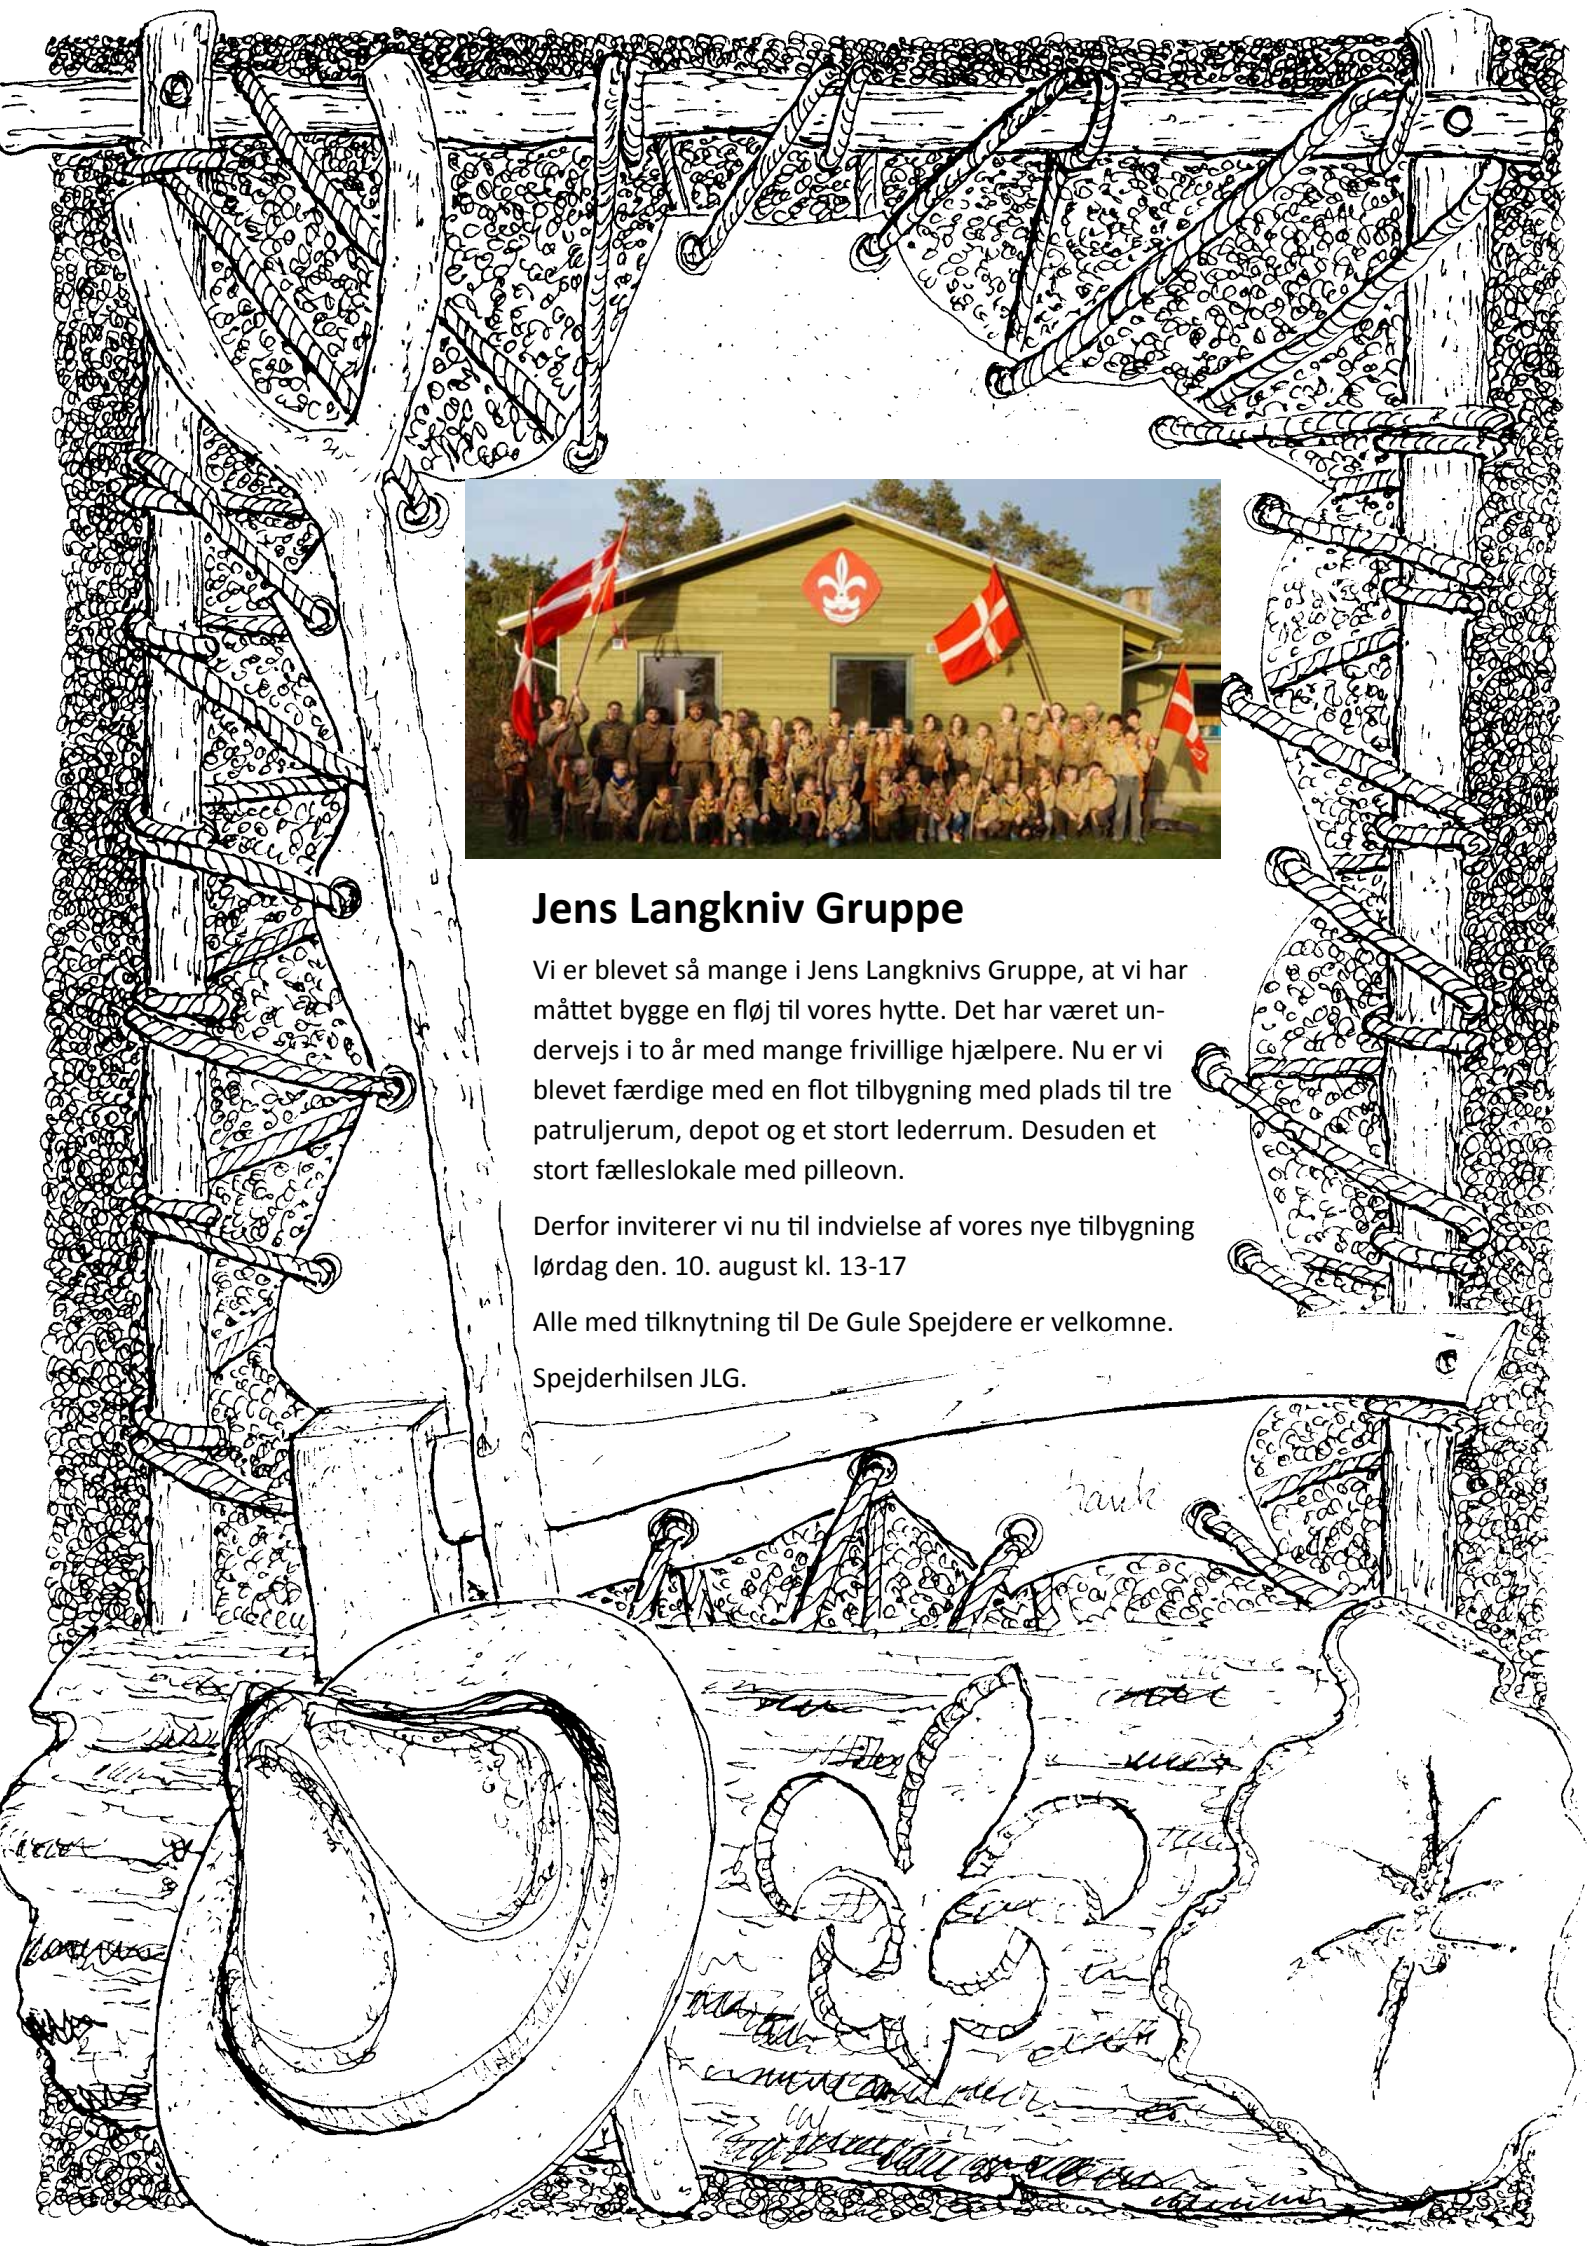 Jens Langkniv Gruppe
Vi er blevet så mange i Jens Langknivs Gruppe, at vi har
måttet bygge en fløj til vores hytte. Det har været un-
dervejs i to år med mange frivillige hjælpere. Nu er vi
blevet færdige med en flot tilbygning med plads til tre
patruljerum, depot og et stort lederrum. Desuden et
stort fælleslokale med pilleovn.
Derfor inviterer vi nu til indvielse af vores nye tilbygning
lørdag den. 10. august kl. 13-17
Alle med tilknytning til De Gule Spejdere er velkomne.
Spejderhilsen JLG.